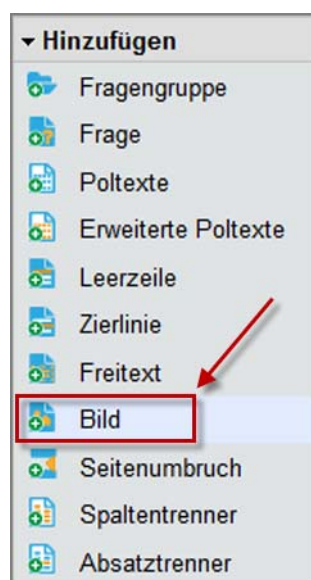 Hinzufügen
Fragengruppe
Frage
Poltexte
Erweiterte Poltexte
Leerzeile
Zierlinie
Freitext
Bild
Seitenumbruch
Spaltentrenner
Absatztrenner